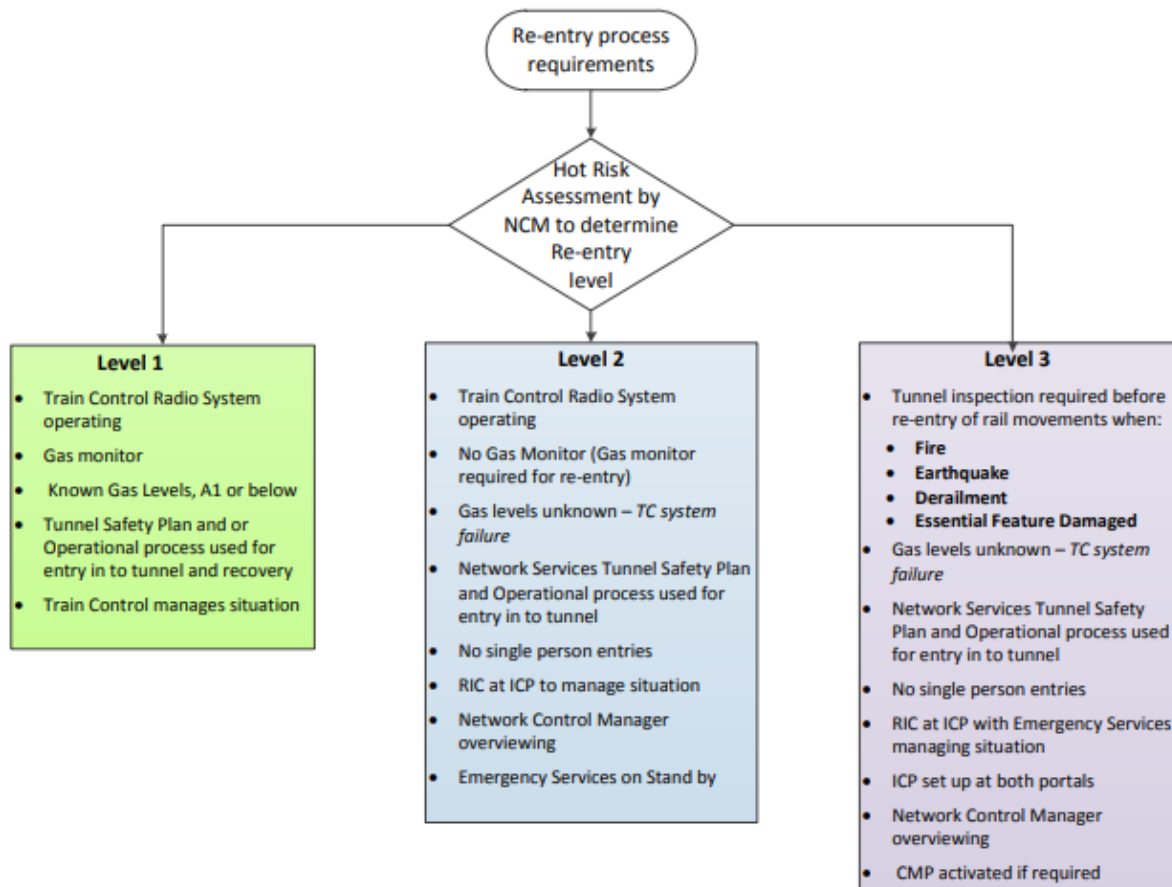 Re-entry process
requirements
Hot Risk
Assessment by
NCM to determine
Re-entry
level
Level 1
• Train Control Radio System
operating
• Gas monitor
• Known Gas Levels, A1 or below
• Tunnel Safety Plan and or
Operational process used for
entry in to tunnel and recovery
• Train Control manages situation
Level 2
• Train Control Radio System
operating
• No Gas Monitor (Gas monitor
required for re-entry)
• Gas levels unknown – TC system
failure
• Network Services Tunnel Safety Plan
and Operational process used for
entry in to tunnel
• No single person entries
• RIC at ICP to manage situation
• Network Control Manager
overviewing
• Emergency Services on Stand by
Level 3
• Tunnel inspection required before
re-entry of rail movements when:
• Fire
• Earthquake
• Derailment
• Essential Feature Damaged
• Gas levels unknown – TC system
failure
• Network Services Tunnel Safety
Plan and Operational process used
for entry in to tunnel
• No single person entries
• RIC at ICP with Emergency Services
managing situation
• ICP set up at both portals
• Network Control Manager
overviewing
• CMP activated if required